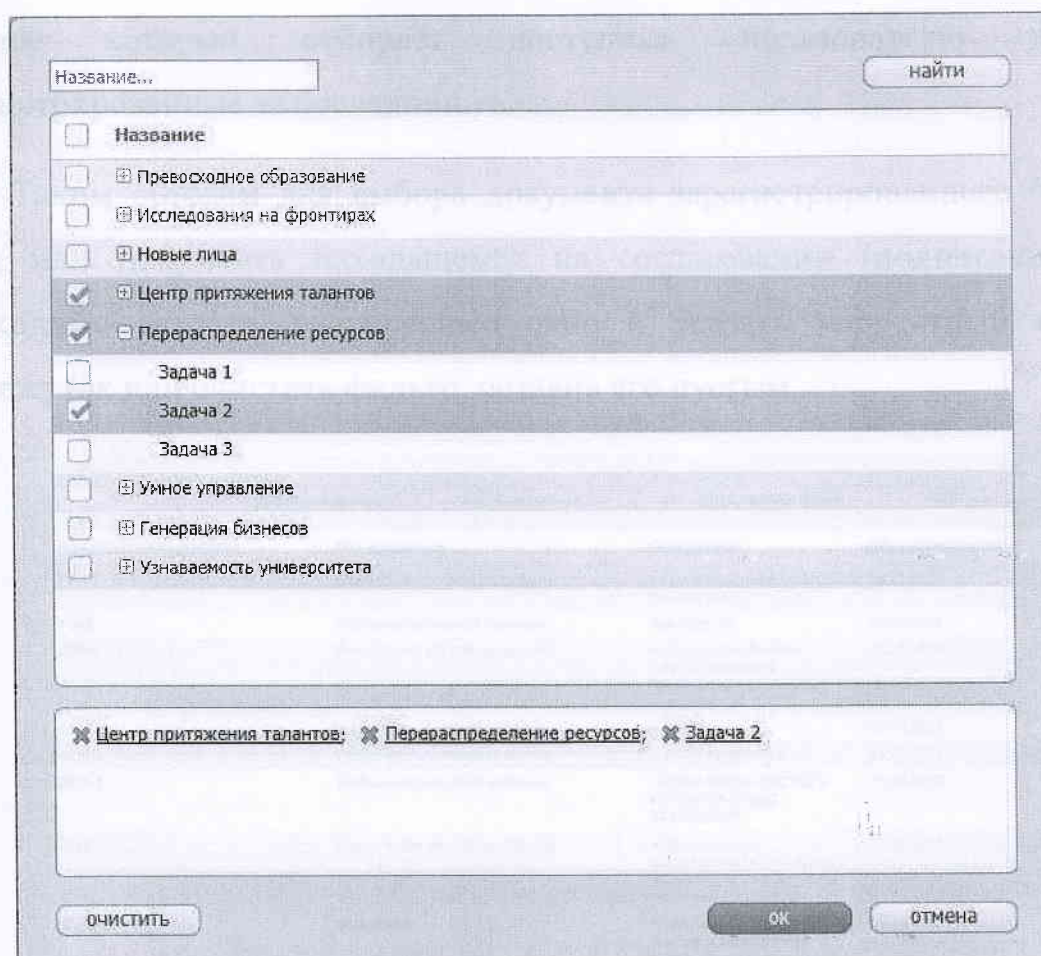 Название...
найти
Название
Превосходное образование
Исследования на фронтирах
Новые лица
Центр притяжения талантов
Перераспределение ресурсов
Задача 1
Задача 2
Задача 3
Умное управление
Генерация бизнесов
Узнаваемость университета
Центр притяжения талантов; Перераспределение ресурсов; Задача 2
очистить
ок
отмена